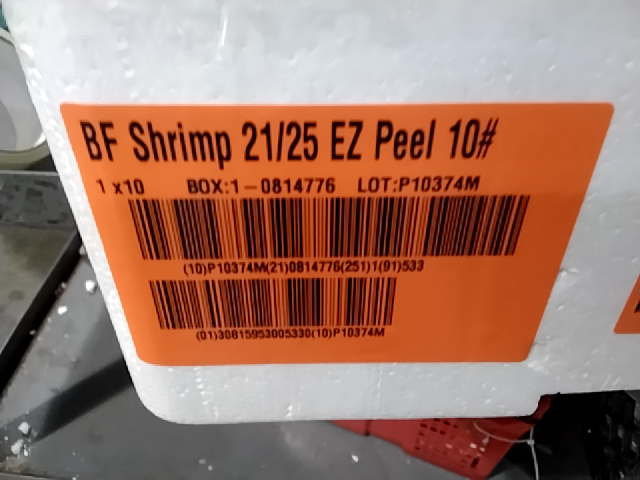 BF Shrimp 21/25 EZ Peel 10#
1 x10 BOX:1-0814776 LOT:P10374M
(10)P10374M(21)0814776(251)1(91)533
(01)30815953005330(10)P10374M